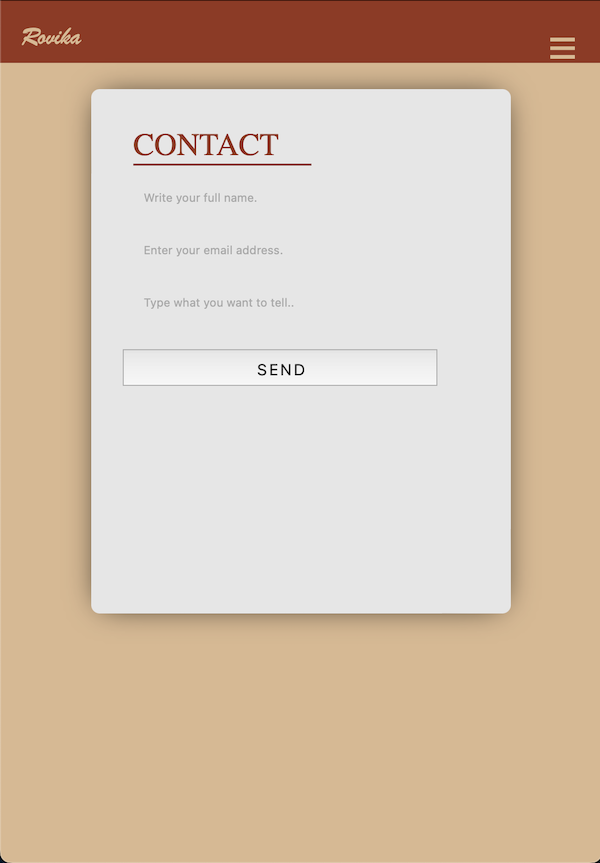 Rovika
CONTACT
Write your full name.
Enter your email address.
Type what you want to tell..
SEND